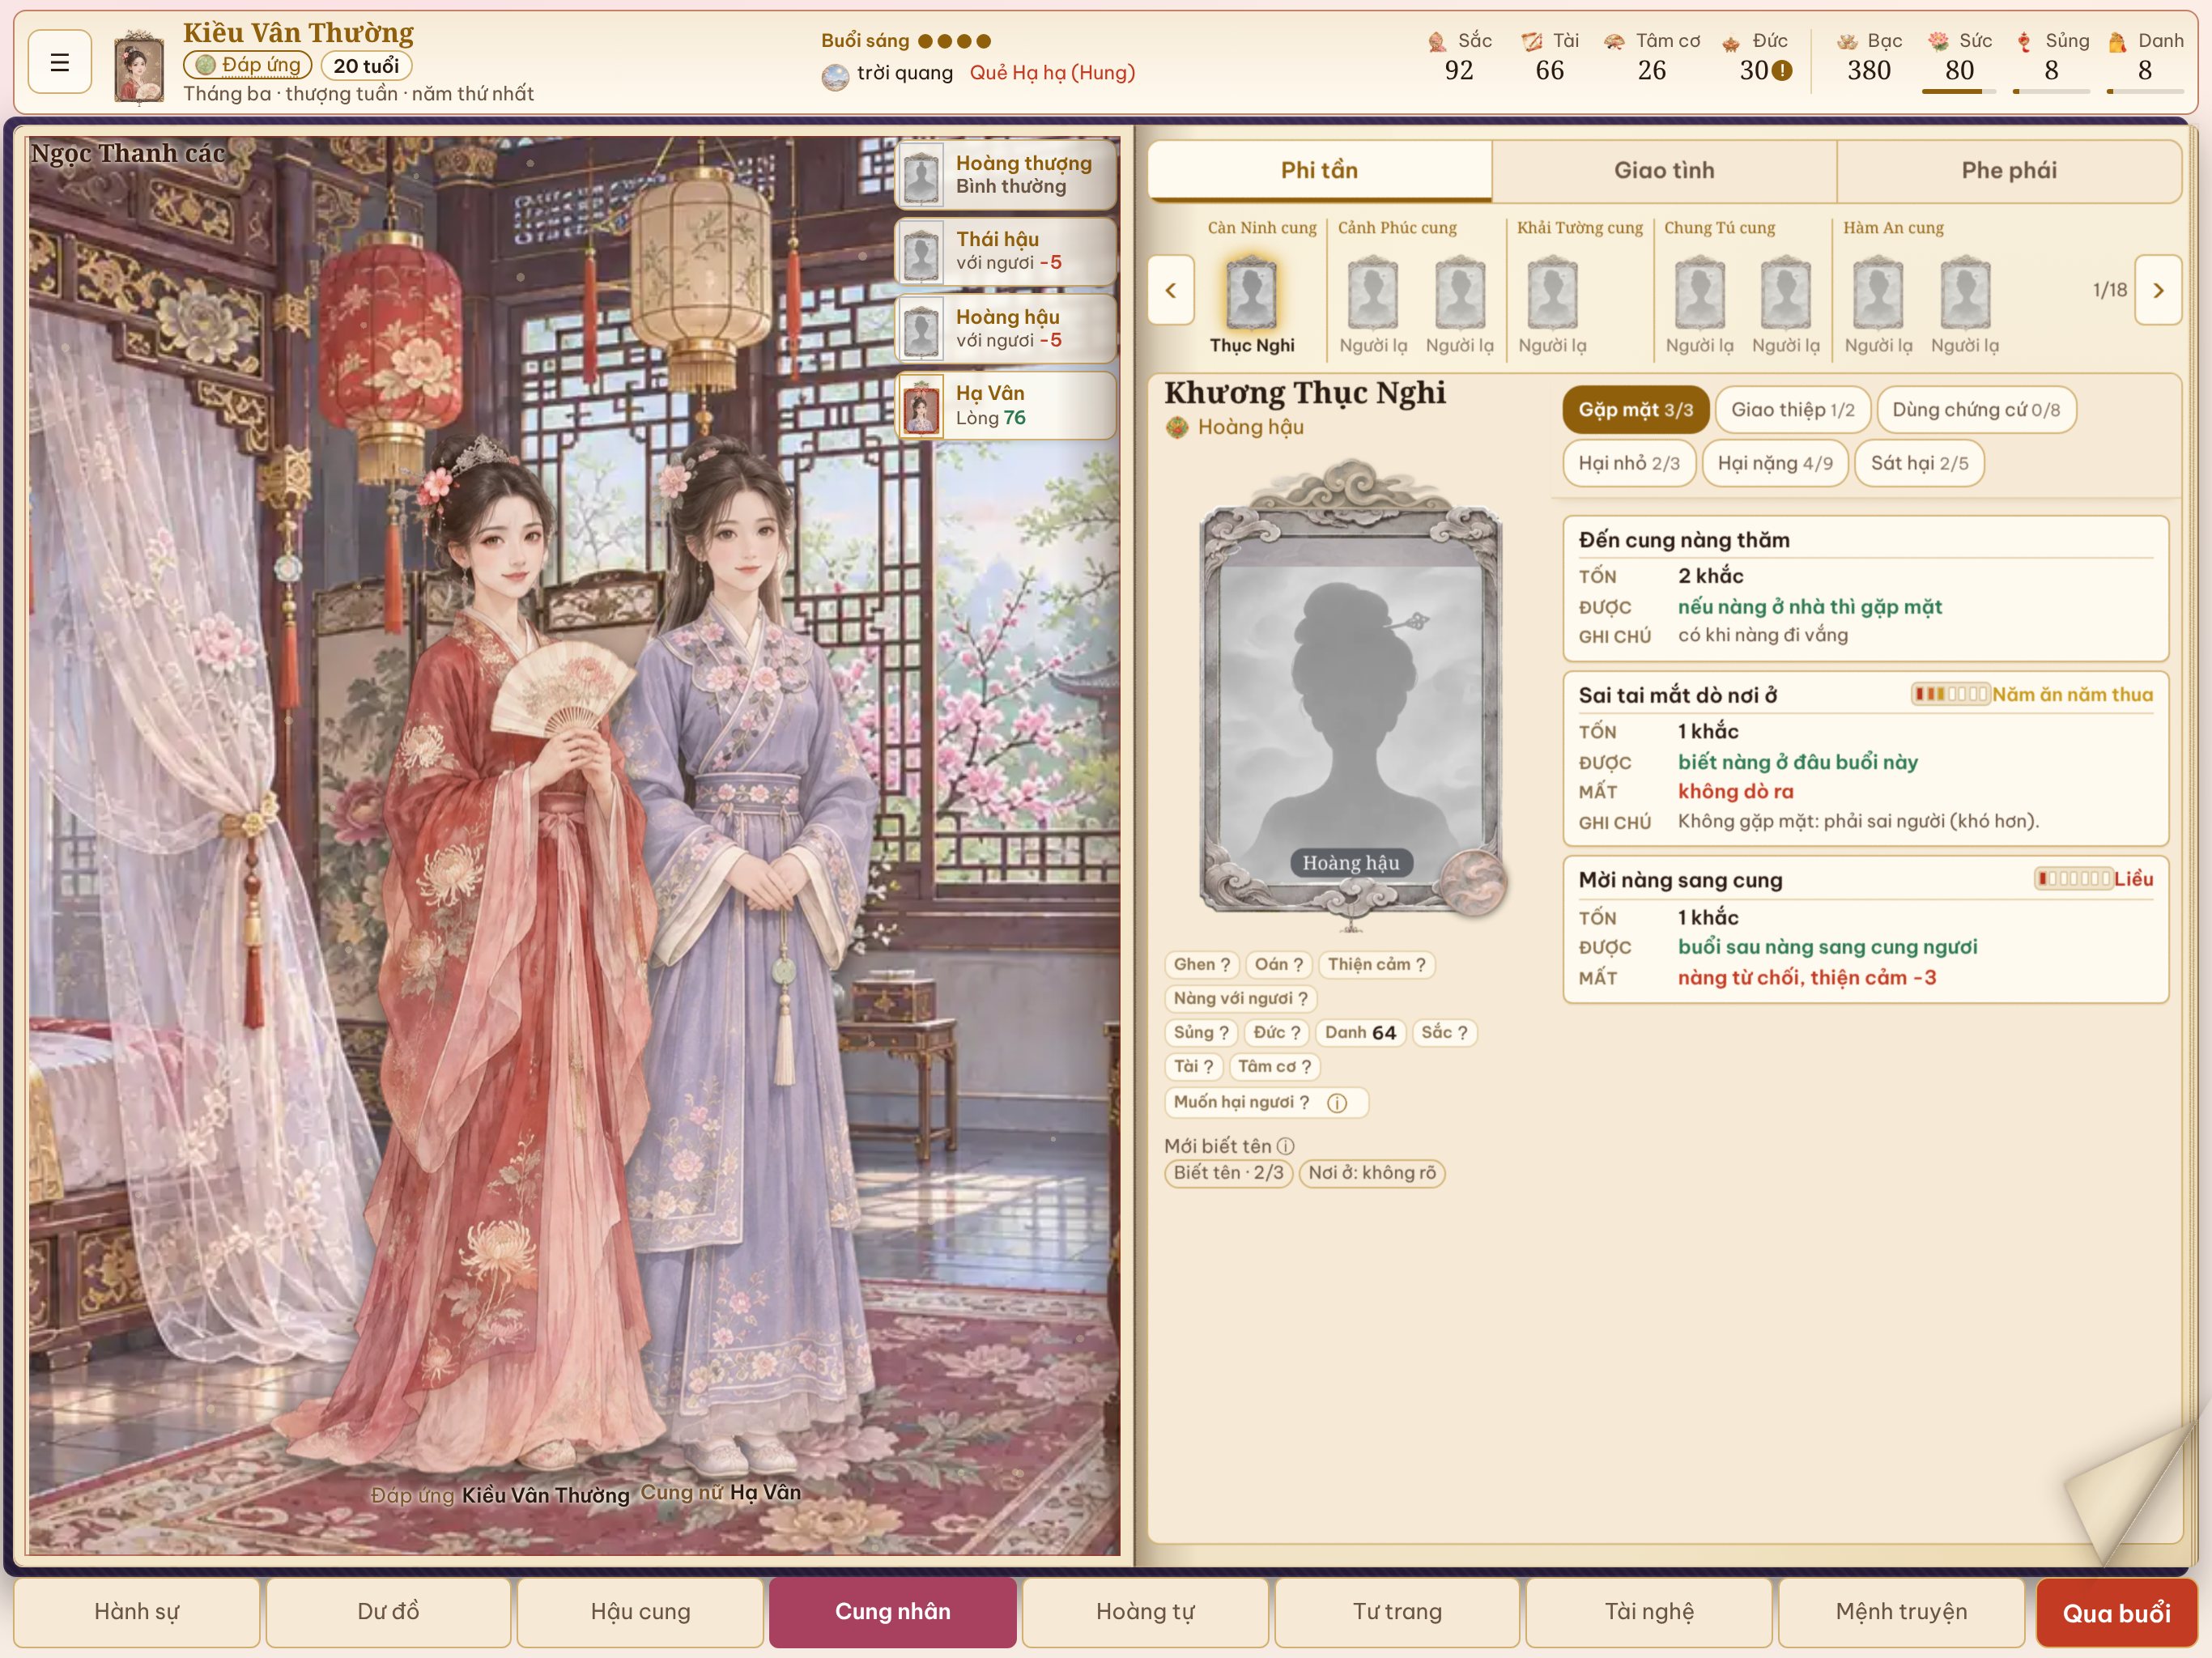 ☰
Kiều Vân Thường
Đáp ứng 20 tuổi
Tháng ba · thượng tuần · năm thứ nhất
Buổi sáng
trời quang Quẻ Hạ hạ (Hung)
Sắc Tài Tâm cơ Đức Bạc Sức Sủng Danh
92 66 26 30 ! 380 80 8 8
Ngọc Thanh các
Hoàng thượng
Bình thường
Thái hậu
với ngươi -5
Hoàng hậu
với ngươi -5
Hạ Vân
Lòng 76
Đáp ứng Kiều Vân Thường Cung nữ Hạ Vân
Phi tần Giao tình Phe phái
Càn Ninh cung Cảnh Phúc cung Khải Tường cung Chung Tú cung Hàm An cung
1/18
Thục Nghi Người lạ Người lạ Người lạ Người lạ Người lạ Người lạ Người lạ
Khương Thục Nghi
Hoàng hậu
Hoàng hậu
Ghen ? Oán ? Thiện cảm ?
Nàng với ngươi ?
Sủng ? Đức ? Danh 64 Sắc ?
Tài ? Tâm cơ ?
Muốn hại ngươi ? ⓘ
Mới biết tên ⓘ
Biết tên · 2/3 Nơi ở: không rõ
Gặp mặt 3/3 Giao thiệp 1/2 Dùng chứng cứ 0/8
Hại nhỏ 2/3 Hại nặng 4/9 Sát hại 2/5
Đến cung nàng thăm
TỐN 2 khắc
ĐƯỢC nếu nàng ở nhà thì gặp mặt
GHI CHÚ có khi nàng đi vắng
Sai tai mắt dò nơi ở Năm ăn năm thua
TỐN 1 khắc
ĐƯỢC biết nàng ở đâu buổi này
MẤT không dò ra
GHI CHÚ Không gặp mặt: phải sai người (khó hơn).
Mời nàng sang cung Liều
TỐN 1 khắc
ĐƯỢC buổi sau nàng sang cung ngươi
MẤT nàng từ chối, thiện cảm -3
Hành sự Dư đồ Hậu cung Cung nhân Hoàng tự Tư trang Tài nghệ Mệnh truyện Qua buổi